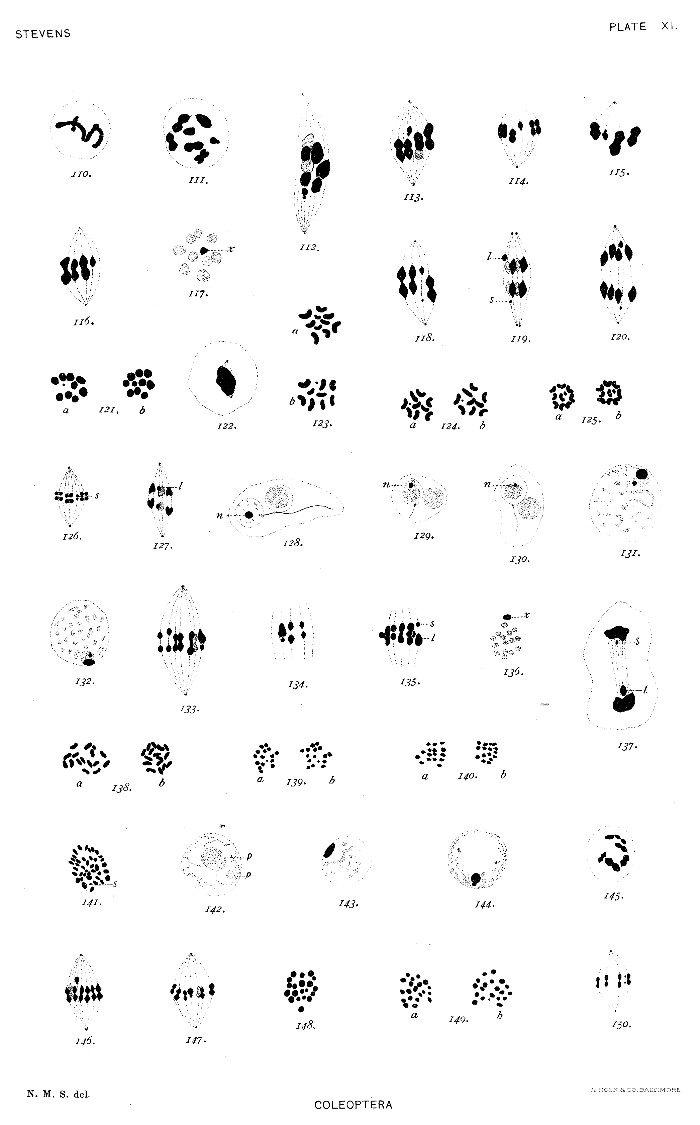 STEVENS PLATE XI.
110. 111. 112. 113. 114. 115.
116. 117. x 118. l s 119. 120.
a b 121. 122. a b 123. a b 124. a b 125.
s 126. l 127. n 128. n 129. n 130. 131.
132. 133. 134. s l 135. x 136. s l 137.
a b 138. a b 139. a b 140.
s 141. p p 142. 143. 144. 145.
146. 147. 148. a b 149. 150.
N. M. S. del.
COLEOPTERA